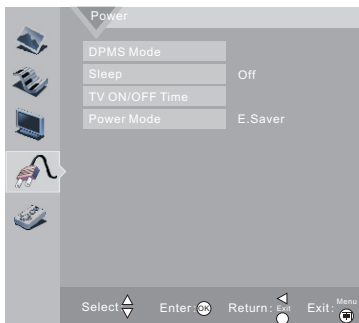 Power
DPMS Mode
Sleep Off
TV ON/OFF Time
Power Mode E.Saver
Select Enter: OK Return: Exit Exit: Menu